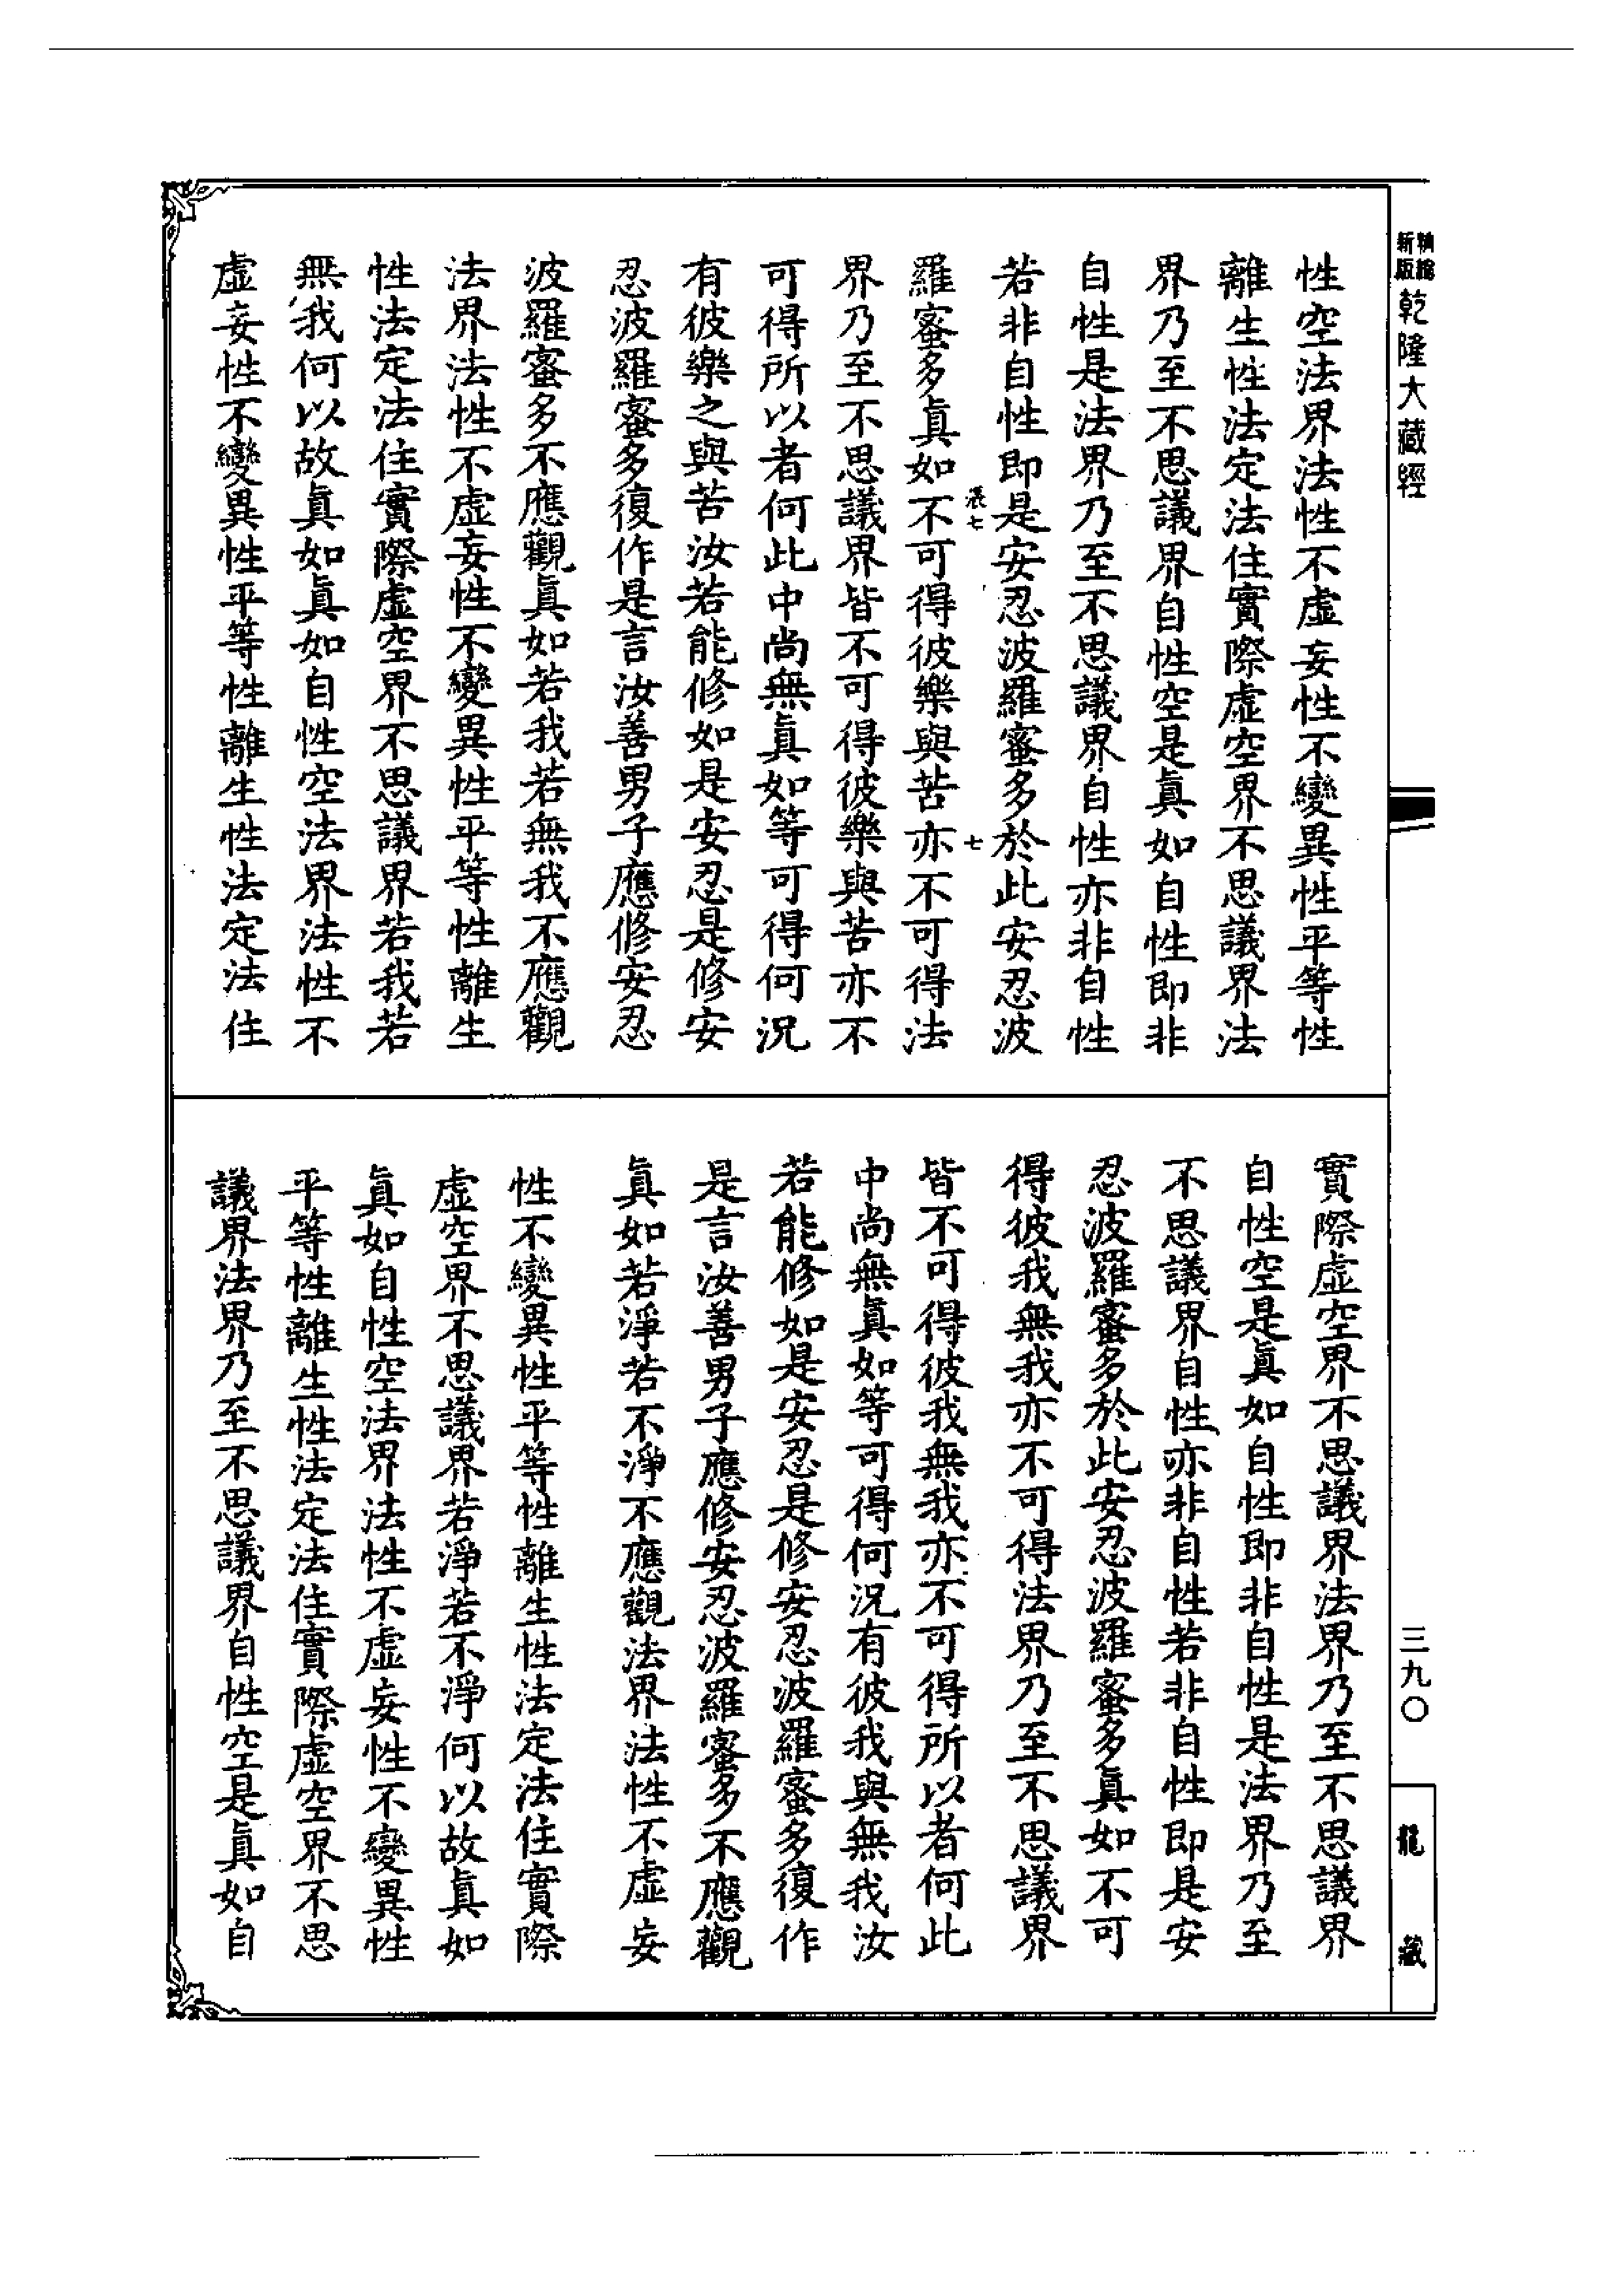 精縮新版乾隆大藏經
性空法界法性不虛妄性不變異性平等性
離生性法定法住實際虛空界不思議界法
界乃至不思議界自性空是真如自性即非
自性是法界乃至不思議界自性亦非自性
若非自性即是安忍波羅蜜多於此安忍波
羅蜜多真如不可得彼樂與苦亦不可得法
界乃至不思議界皆不可得彼樂與苦亦不
可得所以者何此中尚無真如等可得何況
有彼樂之與苦汝若能修如是安忍是修安
忍波羅蜜多復作是言汝善男子應修安忍
波羅蜜多不應觀真如若我若無我不應觀
法界法性不虛妄性不變異性平等性離生
性法定法住實際虛空界不思議界若我若
無我何以故真如真如自性空法界法性不
虛妄性不變異性平等性離生性法定法住
實際虛空界不思議界法界乃至不思議界
自性空是真如自性即非自性是法界乃至
不思議界自性亦非自性若非自性即是安
忍波羅蜜多於此安忍波羅蜜多真如不可
得彼我無我亦不可得法界乃至不思議界
皆不可得彼我無我亦不可得所以者何此
中尚無真如等可得何況有彼我與無我汝
若能修如是安忍是修安忍波羅蜜多復作
是言汝善男子應修安忍波羅蜜多不應觀
真如若淨若不淨不應觀法界法性不虛妄
性不變異性平等性離生性法定法住實際
虛空界不思議界若淨若不淨何以故真如
真如自性空法界法性不虛妄性不變異性
平等性離生性法定法住實際虛空界不思
議界法界乃至不思議界自性空是真如自
三九〇
龍藏